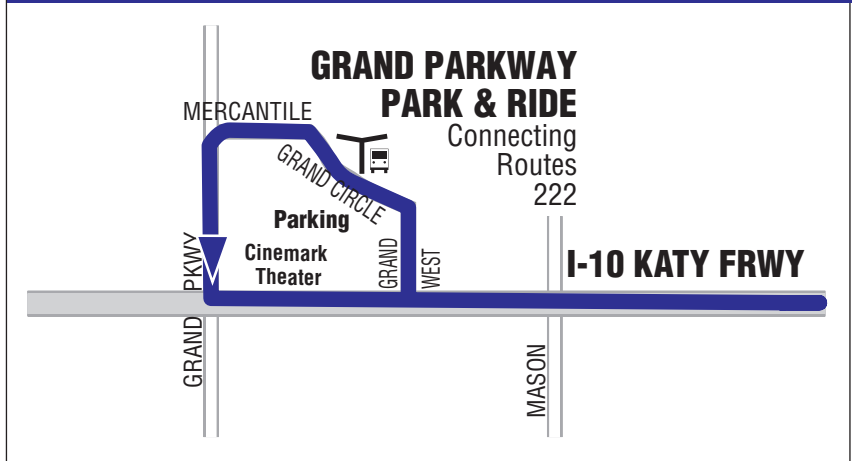 GRAND PARKWAY
PARK & RIDE
Connecting
Routes
222
MERCANTILE
GRAND CIRCLE
Parking
Cinemark
Theater
GRAND
WEST
I-10 KATY FRWY
GRAND PKWY
MASON